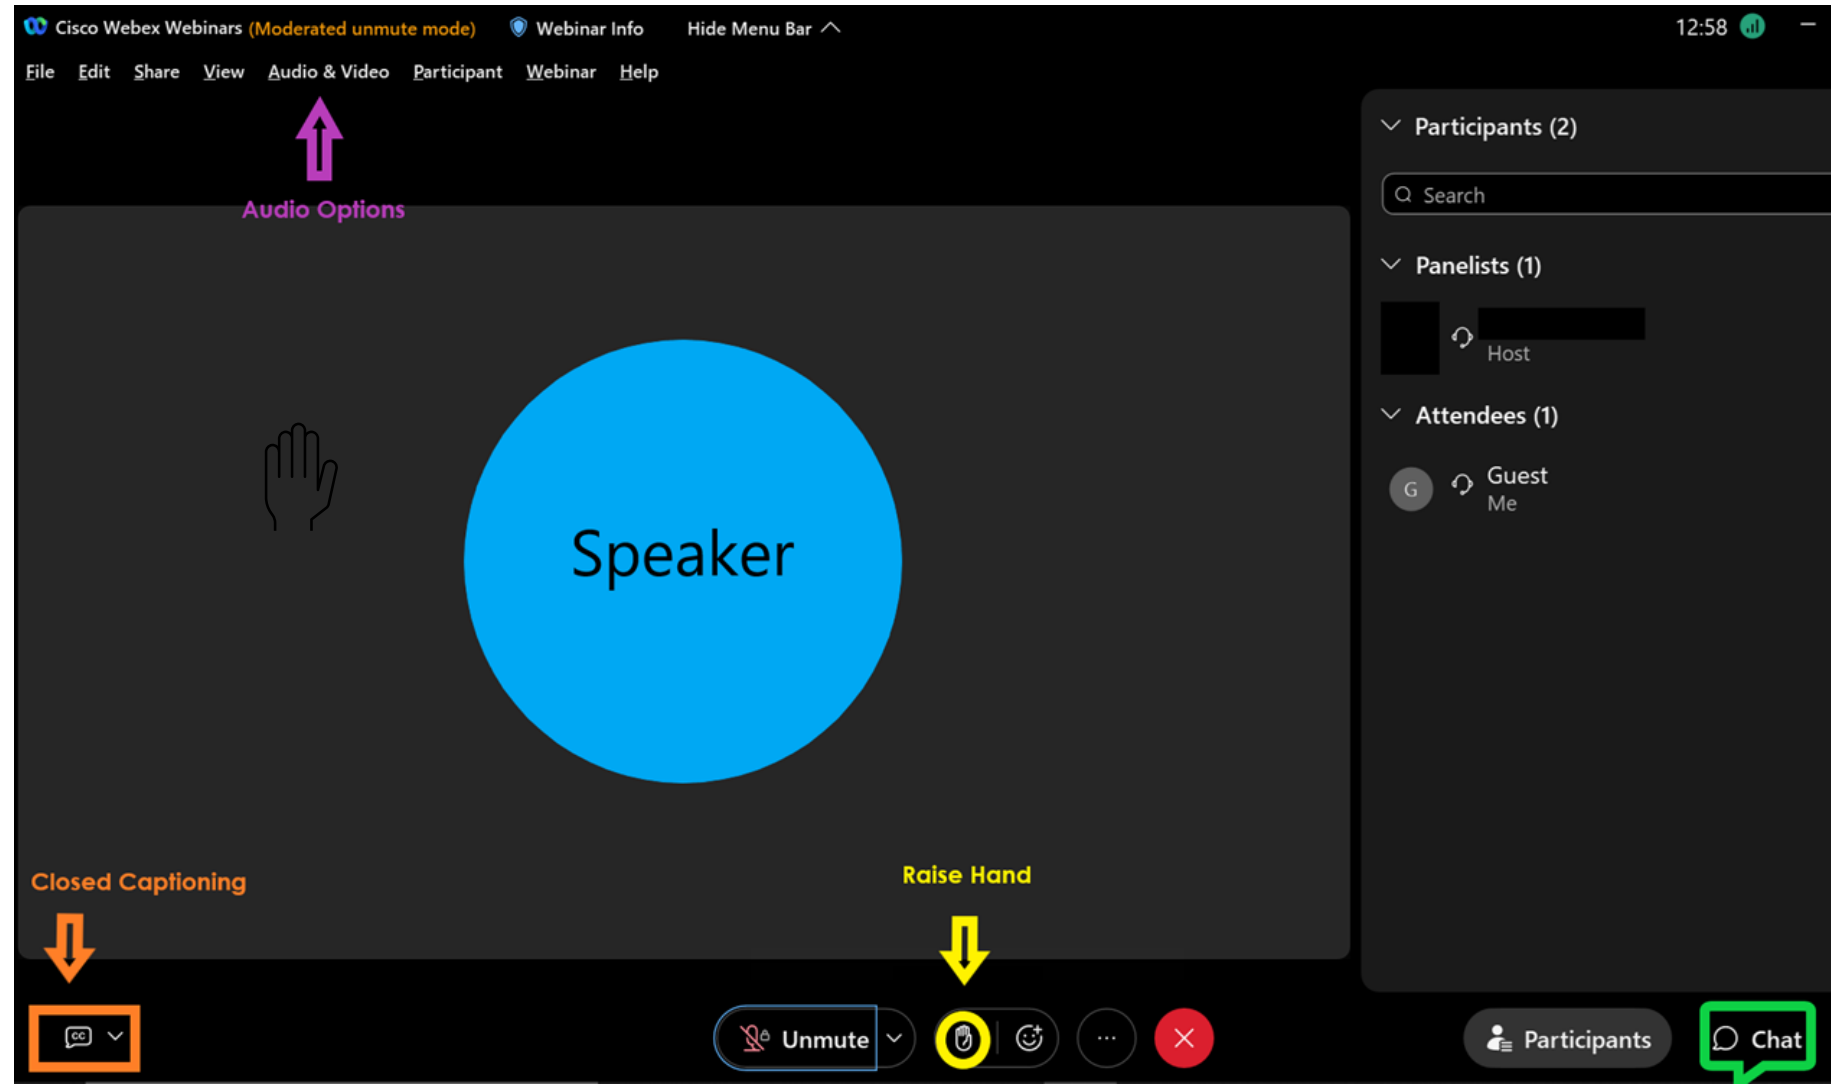 Cisco Webex Webinars (Moderated unmute mode) Webinar Info Hide Menu Bar 12:58
File Edit Share View Audio & Video Participant Webinar Help
Audio Options
Participants (2)
Search
Panelists (1)
Host
Attendees (1)
G Guest
Me
Speaker
Closed Captioning
Raise Hand
CC Unmute Participants Chat